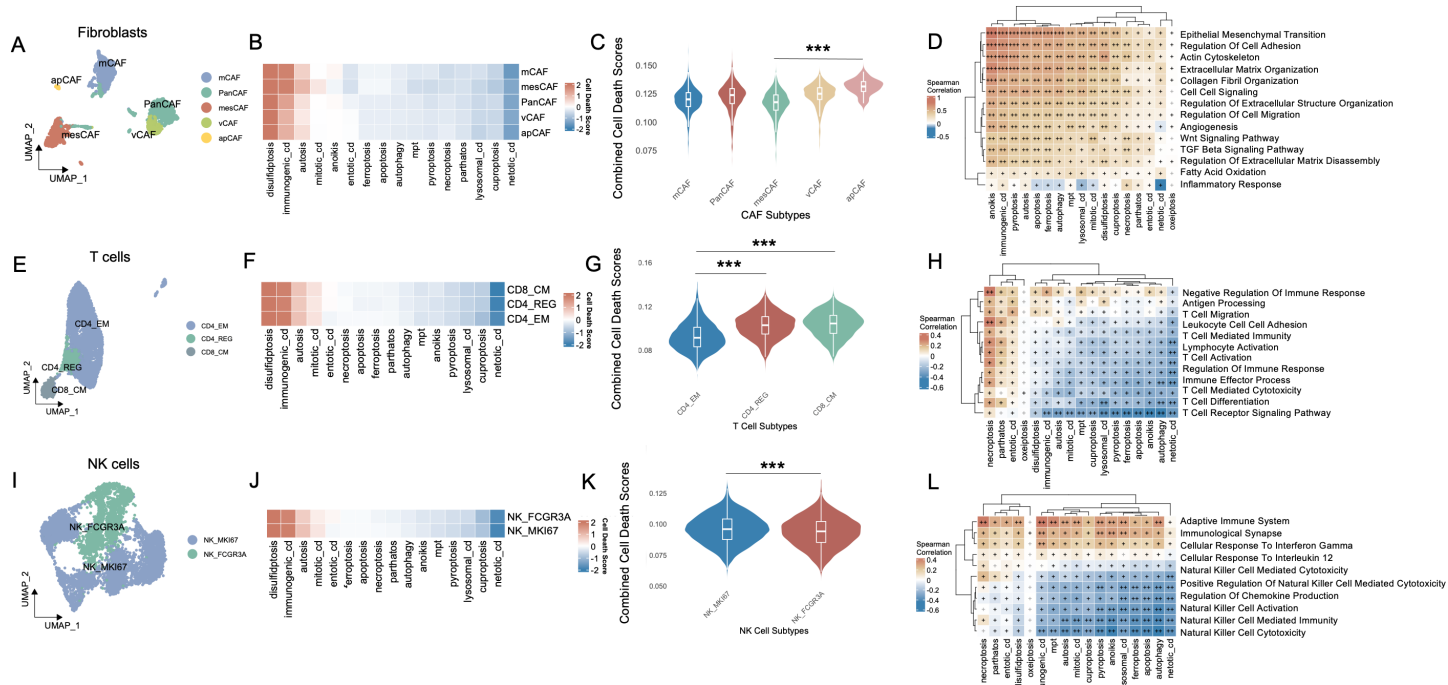 Fibroblasts
A
mCAF
apCAF
PanCAF
mesCAF
vCAF
UMAP_2
UMAP_1
mCAF
PanCAF
mesCAF
vCAF
apCAF
B
mCAF
mesCAF
PanCAF
vCAF
apCAF
2
1
0
-1
-2
Cell Death Score
disulfidptosis
immunogenic_cd
autosis
mitotic_cd
anoikis
entotic_cd
ferroptosis
apoptosis
autophagy
mpt
pyroptosis
necroptosis
parthatos
lysosomal_cd
cuproptosis
netotic_cd
C
***
Combined Cell Death Scores
0.150
0.125
0.100
0.075
mCAF
PanCAF
mesCAF
vCAF
apCAF
CAF Subtypes
D
Spearman
Correlation
1
0.5
0
-0.5
Epithelial Mesenchymal Transition
Regulation Of Cell Adhesion
Actin Cytoskeleton
Extracellular Matrix Organization
Collagen Fibril Organization
Cell Cell Signaling
Regulation Of Extracellular Structure Organization
Regulation Of Cell Migration
Angiogenesis
Wnt Signaling Pathway
TGF Beta Signaling Pathway
Regulation Of Extracellular Matrix Disassembly
Fatty Acid Oxidation
Inflammatory Response
anoikis
immunogenic_cd
pyroptosis
autosis
apoptosis
ferroptosis
autophagy
mpt
lysosomal_cd
mitotic_cd
disulfidptosis
cuproptosis
necroptosis
parthatos
entotic_cd
netotic_cd
oxeiptosis
T cells
E
CD4_EM
CD4_REG
CD8_CM
UMAP_2
UMAP_1
CD4_EM
CD4_REG
CD8_CM
F
CD8_CM
CD4_REG
CD4_EM
2
1
0
-1
-2
Cell Death Score
disulfidptosis
immunogenic_cd
autosis
mitotic_cd
entotic_cd
necroptosis
apoptosis
ferroptosis
parthatos
autophagy
mpt
anoikis
pyroptosis
lysosomal_cd
cuproptosis
netotic_cd
G
***
***
Combined Cell Death Scores
0.16
0.12
0.08
CD4_EM
CD4_REG
CD8_CM
T Cell Subtypes
H
Spearman
Correlation
0.4
0.2
0
-0.2
-0.4
-0.6
Negative Regulation Of Immune Response
Antigen Processing
T Cell Migration
Leukocyte Cell Cell Adhesion
T Cell Mediated Immunity
Lymphocyte Activation
T Cell Activation
Regulation Of Immune Response
Immune Effector Process
T Cell Mediated Cytotoxicity
T Cell Differentiation
T Cell Receptor Signaling Pathway
necroptosis
parthatos
entotic_cd
oxeiptosis
disulfidptosis
immunogenic_cd
autosis
mitotic_cd
mpt
cuproptosis
lysosomal_cd
pyroptosis
ferroptosis
apoptosis
anoikis
autophagy
netotic_cd
NK cells
I
NK_FCGR3A
NK_MKI67
UMAP_2
UMAP_1
NK_MKI67
NK_FCGR3A
J
NK_FCGR3A
NK_MKI67
2
1
0
-1
-2
Cell Death Score
disulfidptosis
immunogenic_cd
autosis
mitotic_cd
entotic_cd
ferroptosis
apoptosis
necroptosis
parthatos
autophagy
anoikis
mpt
pyroptosis
lysosomal_cd
cuproptosis
netotic_cd
K
***
Combined Cell Death Scores
0.125
0.100
0.075
0.050
NK_MKI67
NK_FCGR3A
NK Cell Subtypes
L
Spearman
Correlation
0.4
0.2
0
-0.2
-0.4
-0.6
Adaptive Immune System
Immunological Synapse
Cellular Response To Interferon Gamma
Cellular Response To Interleukin 12
Natural Killer Cell Mediated Cytotoxicity
Positive Regulation Of Natural Killer Cell Mediated Cytotoxicity
Regulation Of Chemokine Production
Natural Killer Cell Activation
Natural Killer Cell Mediated Immunity
Natural Killer Cell Cytotoxicity
necroptosis
parthatos
entotic_cd
lisulfidptosis
oxeiptosis
anogenic_cd
mpt
autosis
mitotic_cd
cuproptosis
pyroptosis
anoikis
sosomal_cd
ferroptosis
apoptosis
autophagy
netotic_cd